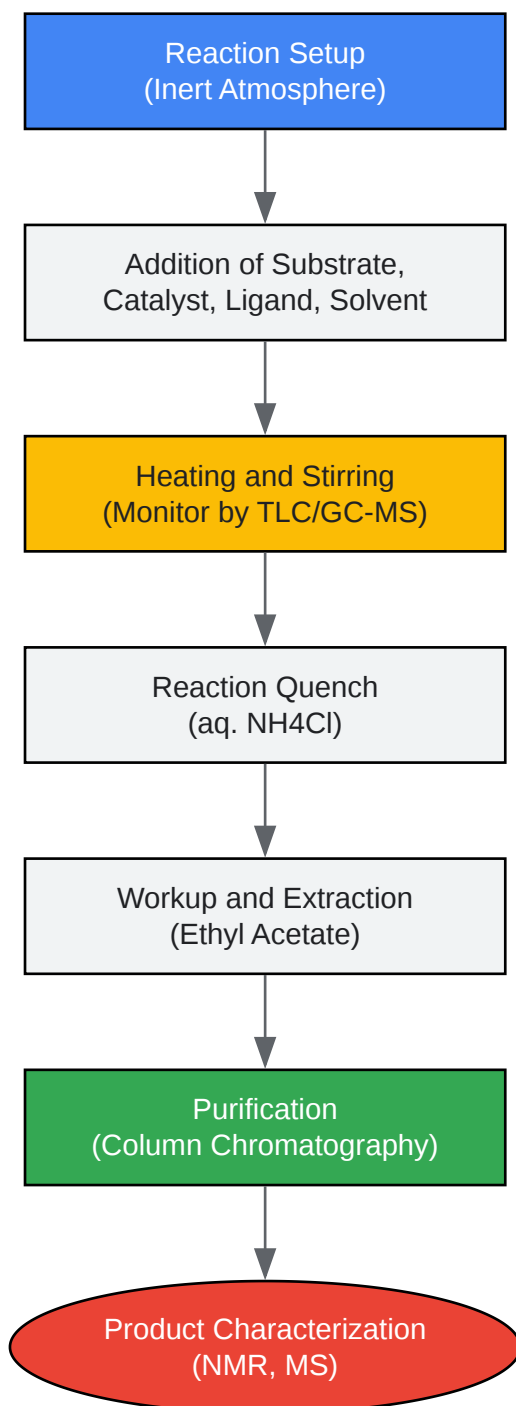 Reaction Setup
(Inert Atmosphere)
Addition of Substrate,
Catalyst, Ligand, Solvent
Heating and Stirring
(Monitor by TLC/GC-MS)
Reaction Quench
(aq. NH4Cl)
Workup and Extraction
(Ethyl Acetate)
Purification
(Column Chromatography)
Product Characterization
(NMR, MS)